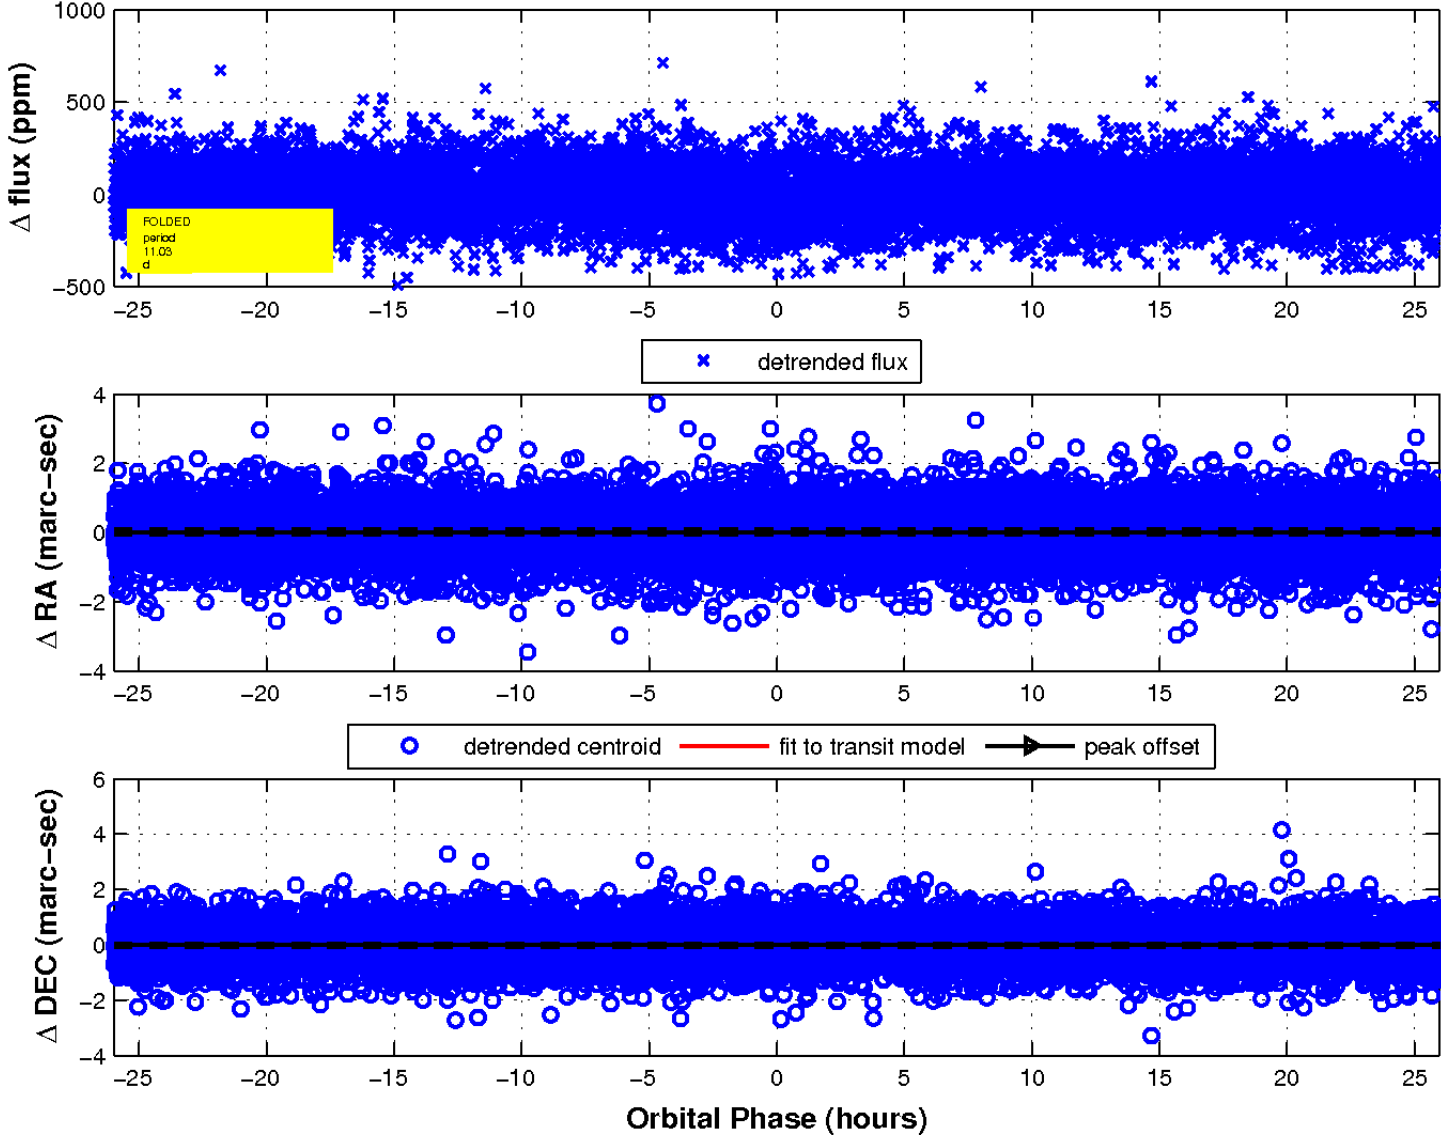 1000
500
0
−500
Δ flux (ppm)
FOLDED
period
11.03
d
−25 −20 −15 −10 −5 0 5 10 15 20 25
detrended flux
4
2
0
−2
−4
Δ RA (marc−sec)
−25 −20 −15 −10 −5 0 5 10 15 20 25
detrended centroid fit to transit model peak offset
6
4
2
0
−2
−4
Δ DEC (marc−sec)
−25 −20 −15 −10 −5 0 5 10 15 20 25
Orbital Phase (hours)